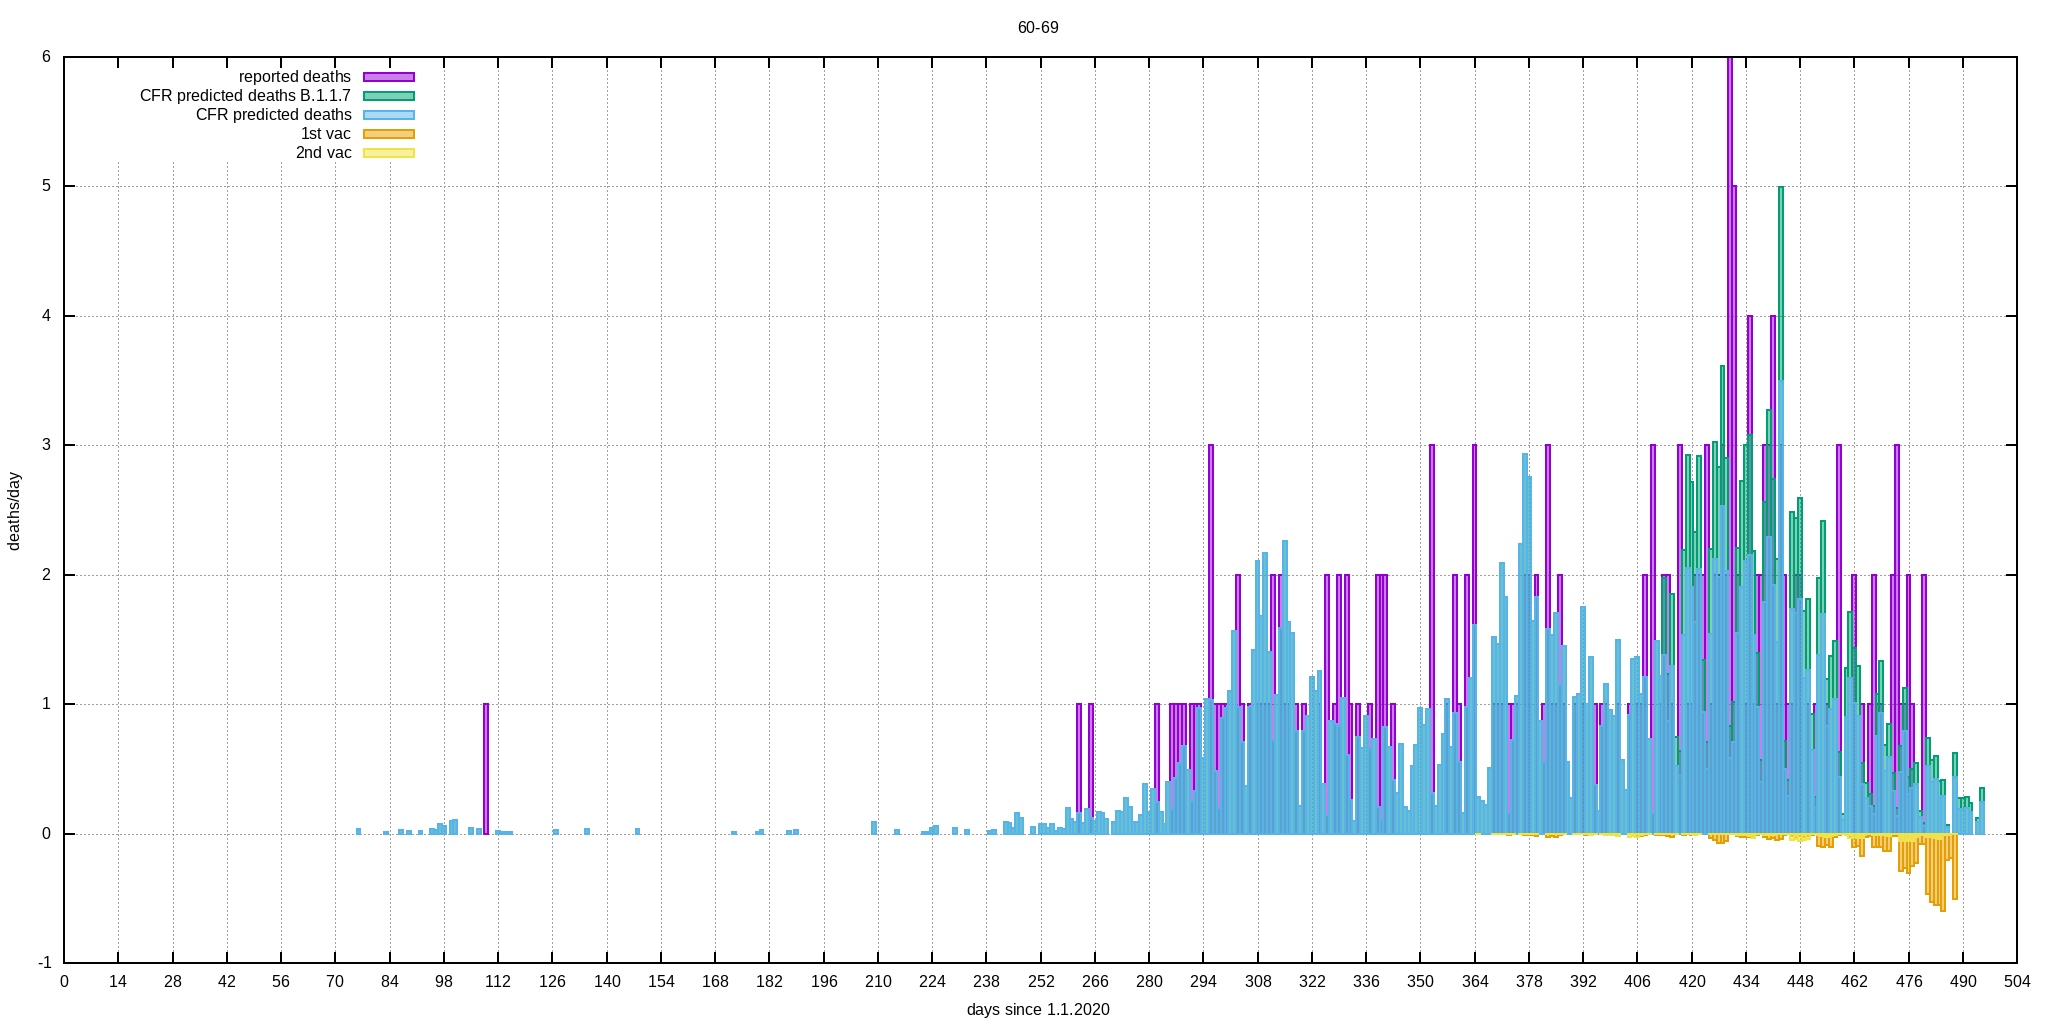 60-69
reported deaths
CFR predicted deaths B.1.1.7
CFR predicted deaths
1st vac
2nd vac
6
5
4
3
2
1
0
-1
deaths/day
0 14 28 42 56 70 84 98 112 126 140 154 168 182 196 210 224 238 252 266 280 294 308 322 336 350 364 378 392 406 420 434 448 462 476 490 504
days since 1.1.2020